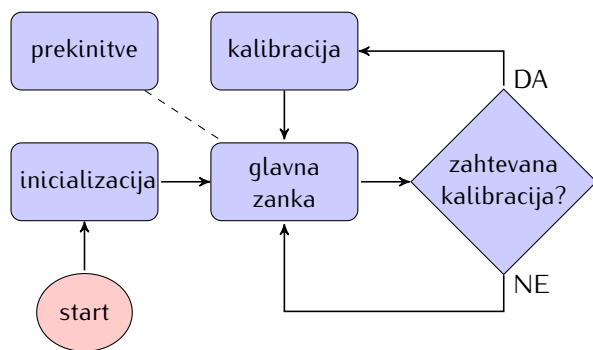 prekinitve
kalibracija
DA
inicializacija
glavna
zanka
zahtevana
kalibracija?
NE
start